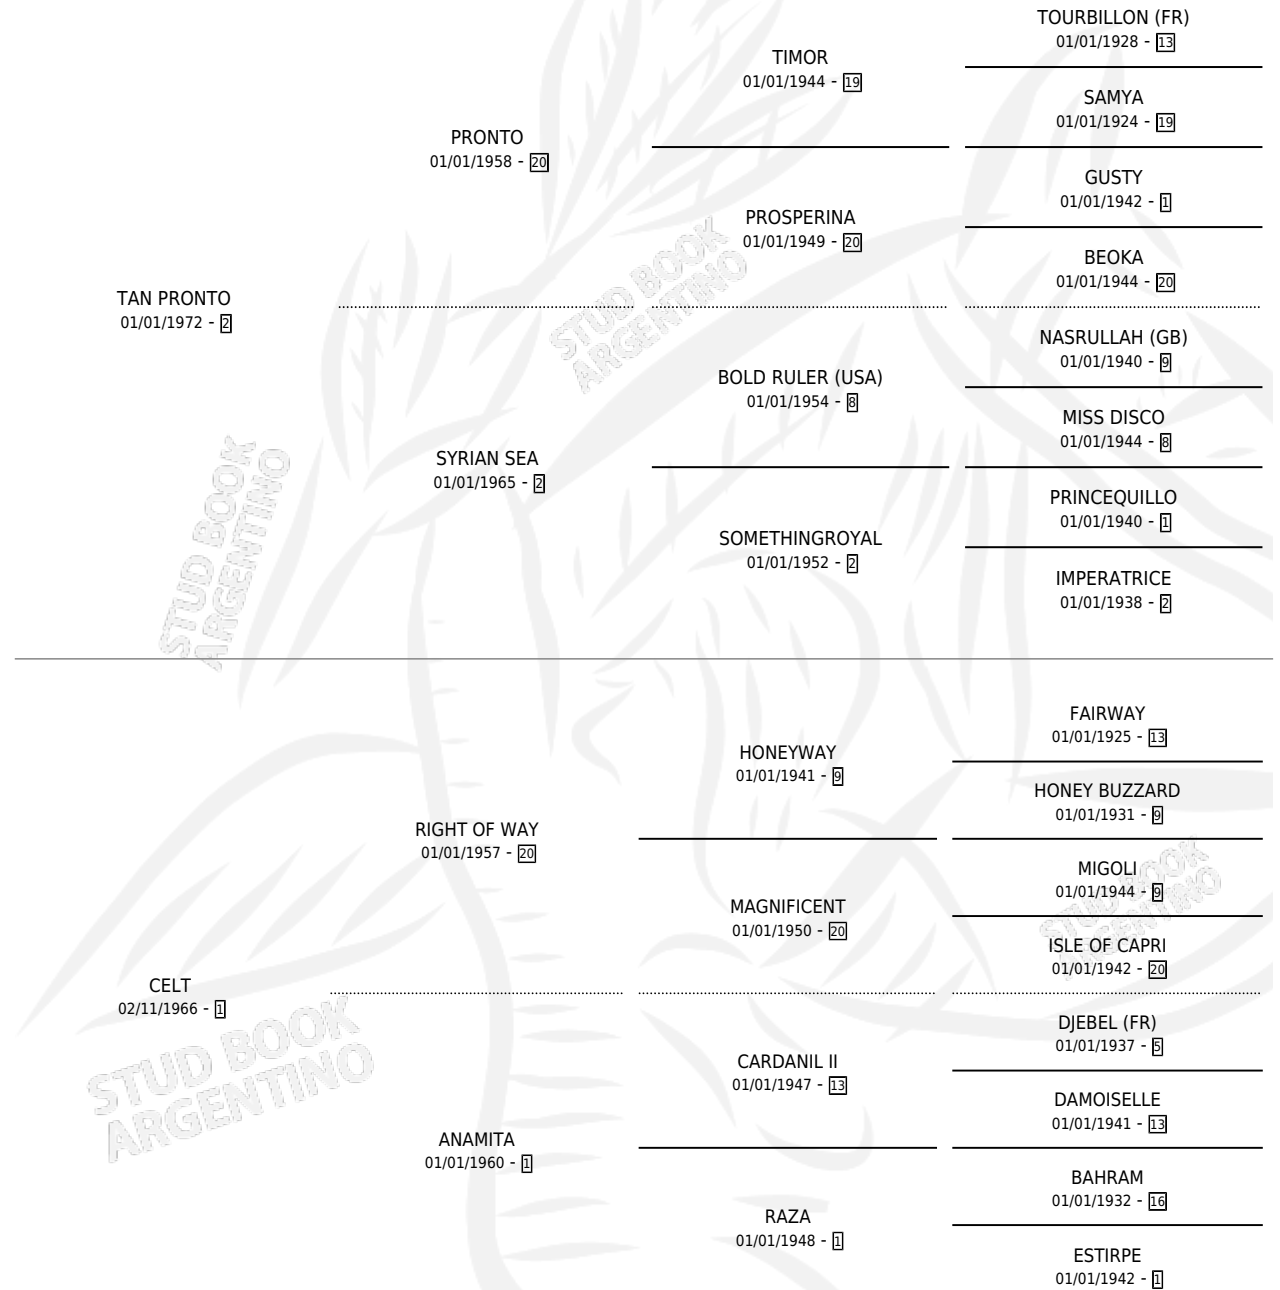 TOURBILLON (FR)
01/01/1928 - 13
TIMOR
01/01/1944 - 19
SAMYA
01/01/1924 - 19
PRONTO
01/01/1958 - 20
GUSTY
01/01/1942 - 1
PROSPERINA
01/01/1949 - 20
BEOKA
01/01/1944 - 20
TAN PRONTO
01/01/1972 - 2
NASRULLAH (GB)
01/01/1940 - 9
BOLD RULER (USA)
01/01/1954 - 8
MISS DISCO
01/01/1944 - 8
SYRIAN SEA
01/01/1965 - 2
PRINCEQUILLO
01/01/1940 - 1
SOMETHINGROYAL
01/01/1952 - 2
IMPERATRICE
01/01/1938 - 2
STUD BOOK
ARGENTINO
STUD BOOK
ARGENTINO
FAIRWAY
01/01/1925 - 13
HONEYWAY
01/01/1941 - 9
HONEY BUZZARD
01/01/1931 - 9
RIGHT OF WAY
01/01/1957 - 20
MIGOLI
01/01/1944 - 9
MAGNIFICENT
01/01/1950 - 20
ISLE OF CAPRI
01/01/1942 - 20
STUD BOOK
ARGENTINO
CELT
02/11/1966 - 1
DJEBEL (FR)
01/01/1937 - 5
CARDANIL II
01/01/1947 - 13
DAMOISELLE
01/01/1941 - 13
STUD BOOK
ARGENTINO
ANAMITA
01/01/1960 - 1
BAHRAM
01/01/1932 - 16
RAZA
01/01/1948 - 1
ESTIRPE
01/01/1942 - 1